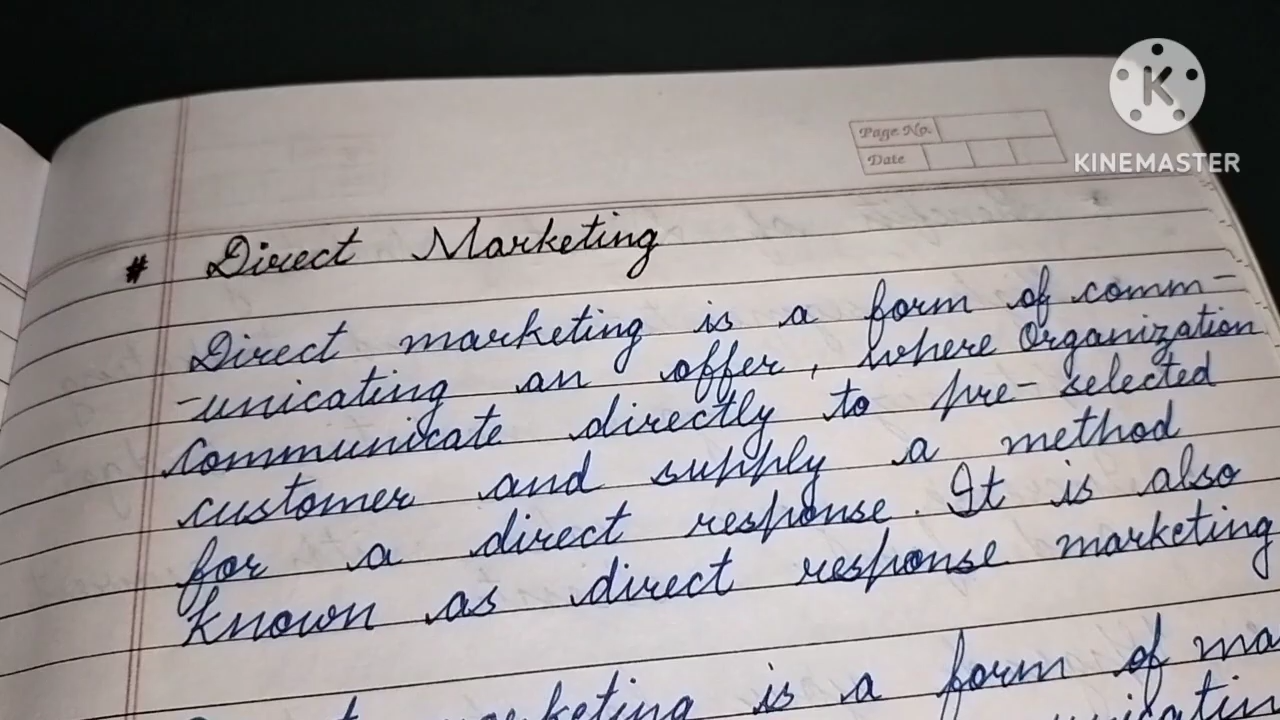 KINEMASTER
Page No.
Date
# Direct Marketing
Direct marketing is a form of comm-
-unicating an offer, where Organization
communicate directly to pre-selected
customer and supply a method
for a direct response. It is also
known as direct response marketing
marketing is a form of